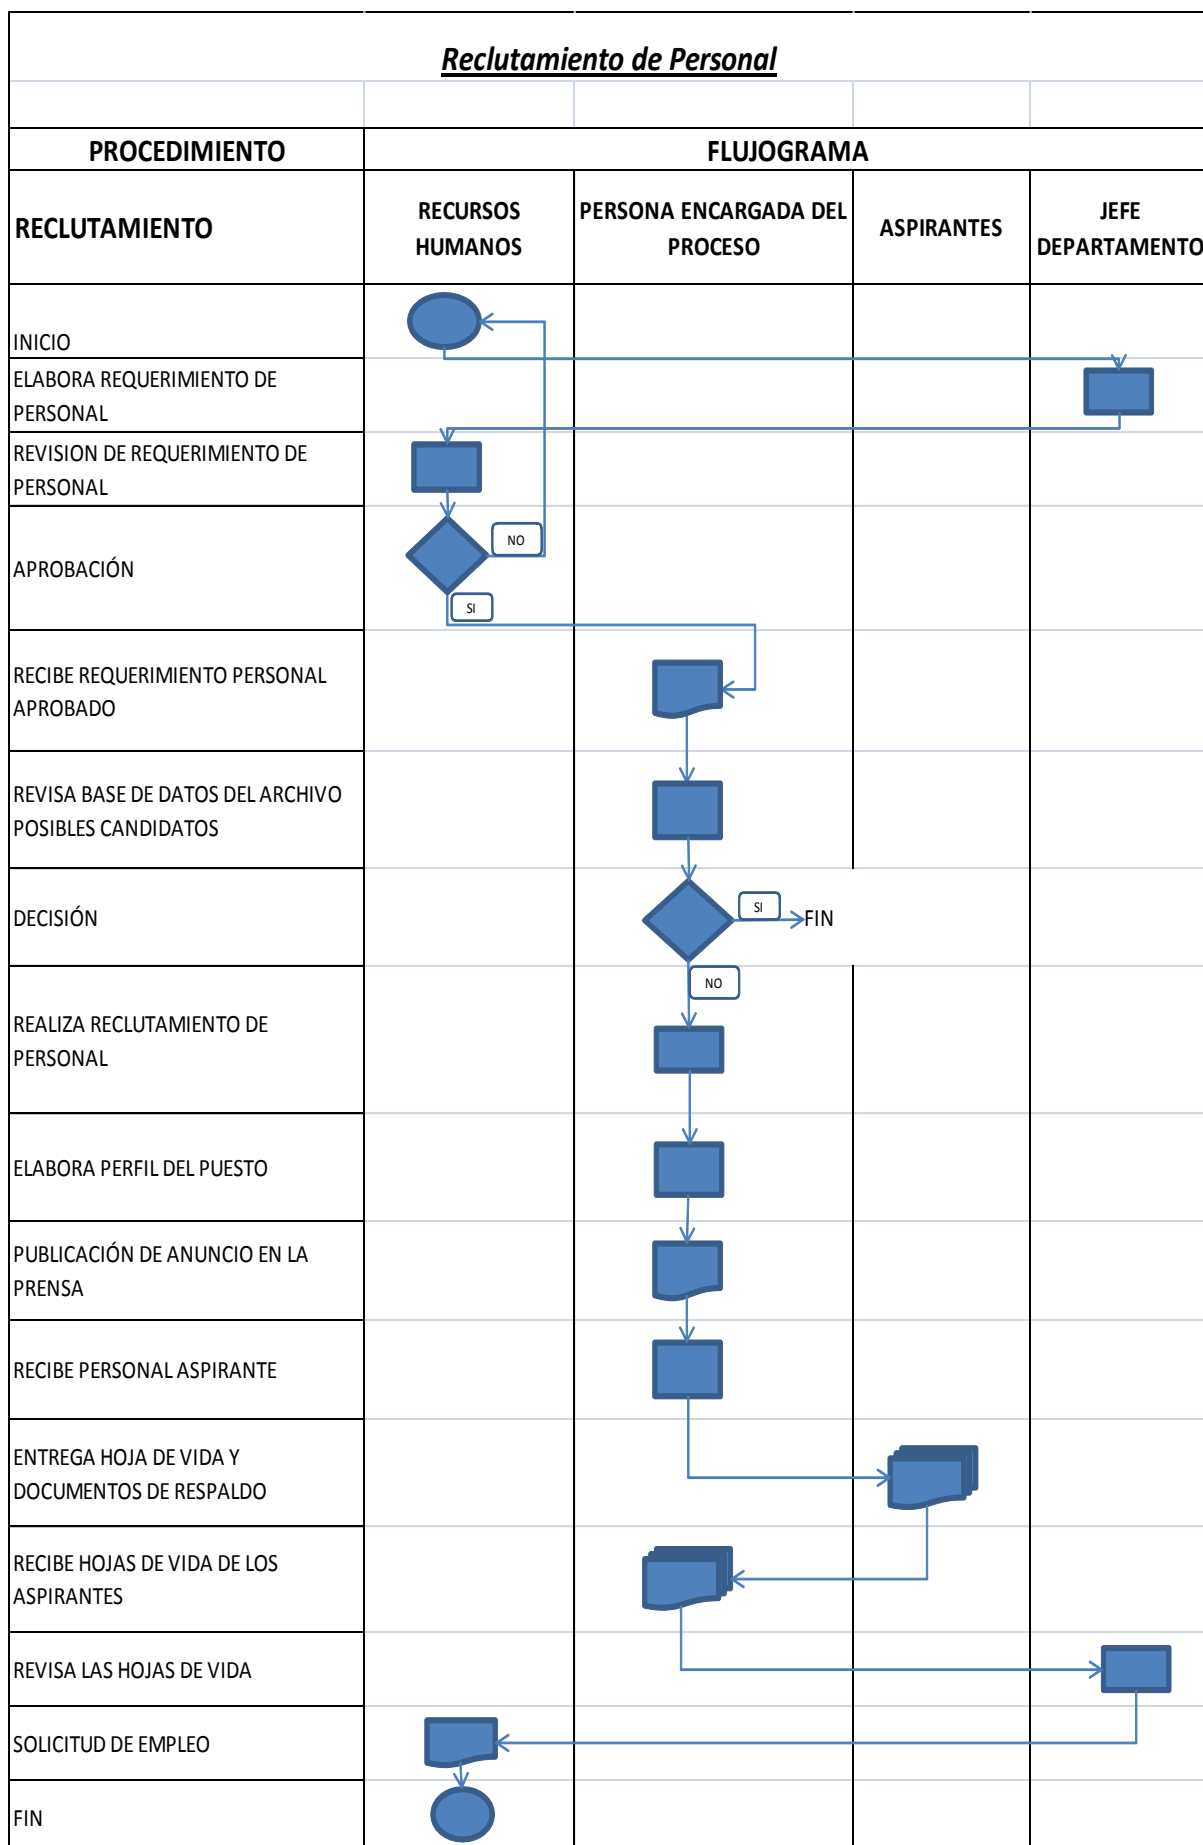 Reclutamiento de Personal
PROCEDIMIENTO
FLUJOGRAMA
RECLUTAMIENTO
RECURSOS
HUMANOS
PERSONA ENCARGADA DEL
PROCESO
ASPIRANTES
JEFE
DEPARTAMENTO
INICIO
ELABORA REQUERIMIENTO DE
PERSONAL
REVISION DE REQUERIMIENTO DE
PERSONAL
APROBACIÓN
NO
SI
RECIBE REQUERIMIENTO PERSONAL
APROBADO
REVISA BASE DE DATOS DEL ARCHIVO
POSIBLES CANDIDATOS
DECISIÓN
SI
FIN
NO
REALIZA RECLUTAMIENTO DE
PERSONAL
ELABORA PERFIL DEL PUESTO
PUBLICACIÓN DE ANUNCIO EN LA
PRENSA
RECIBE PERSONAL ASPIRANTE
ENTREGA HOJA DE VIDA Y
DOCUMENTOS DE RESPALDO
RECIBE HOJAS DE VIDA DE LOS
ASPIRANTES
REVISA LAS HOJAS DE VIDA
SOLICITUD DE EMPLEO
FIN